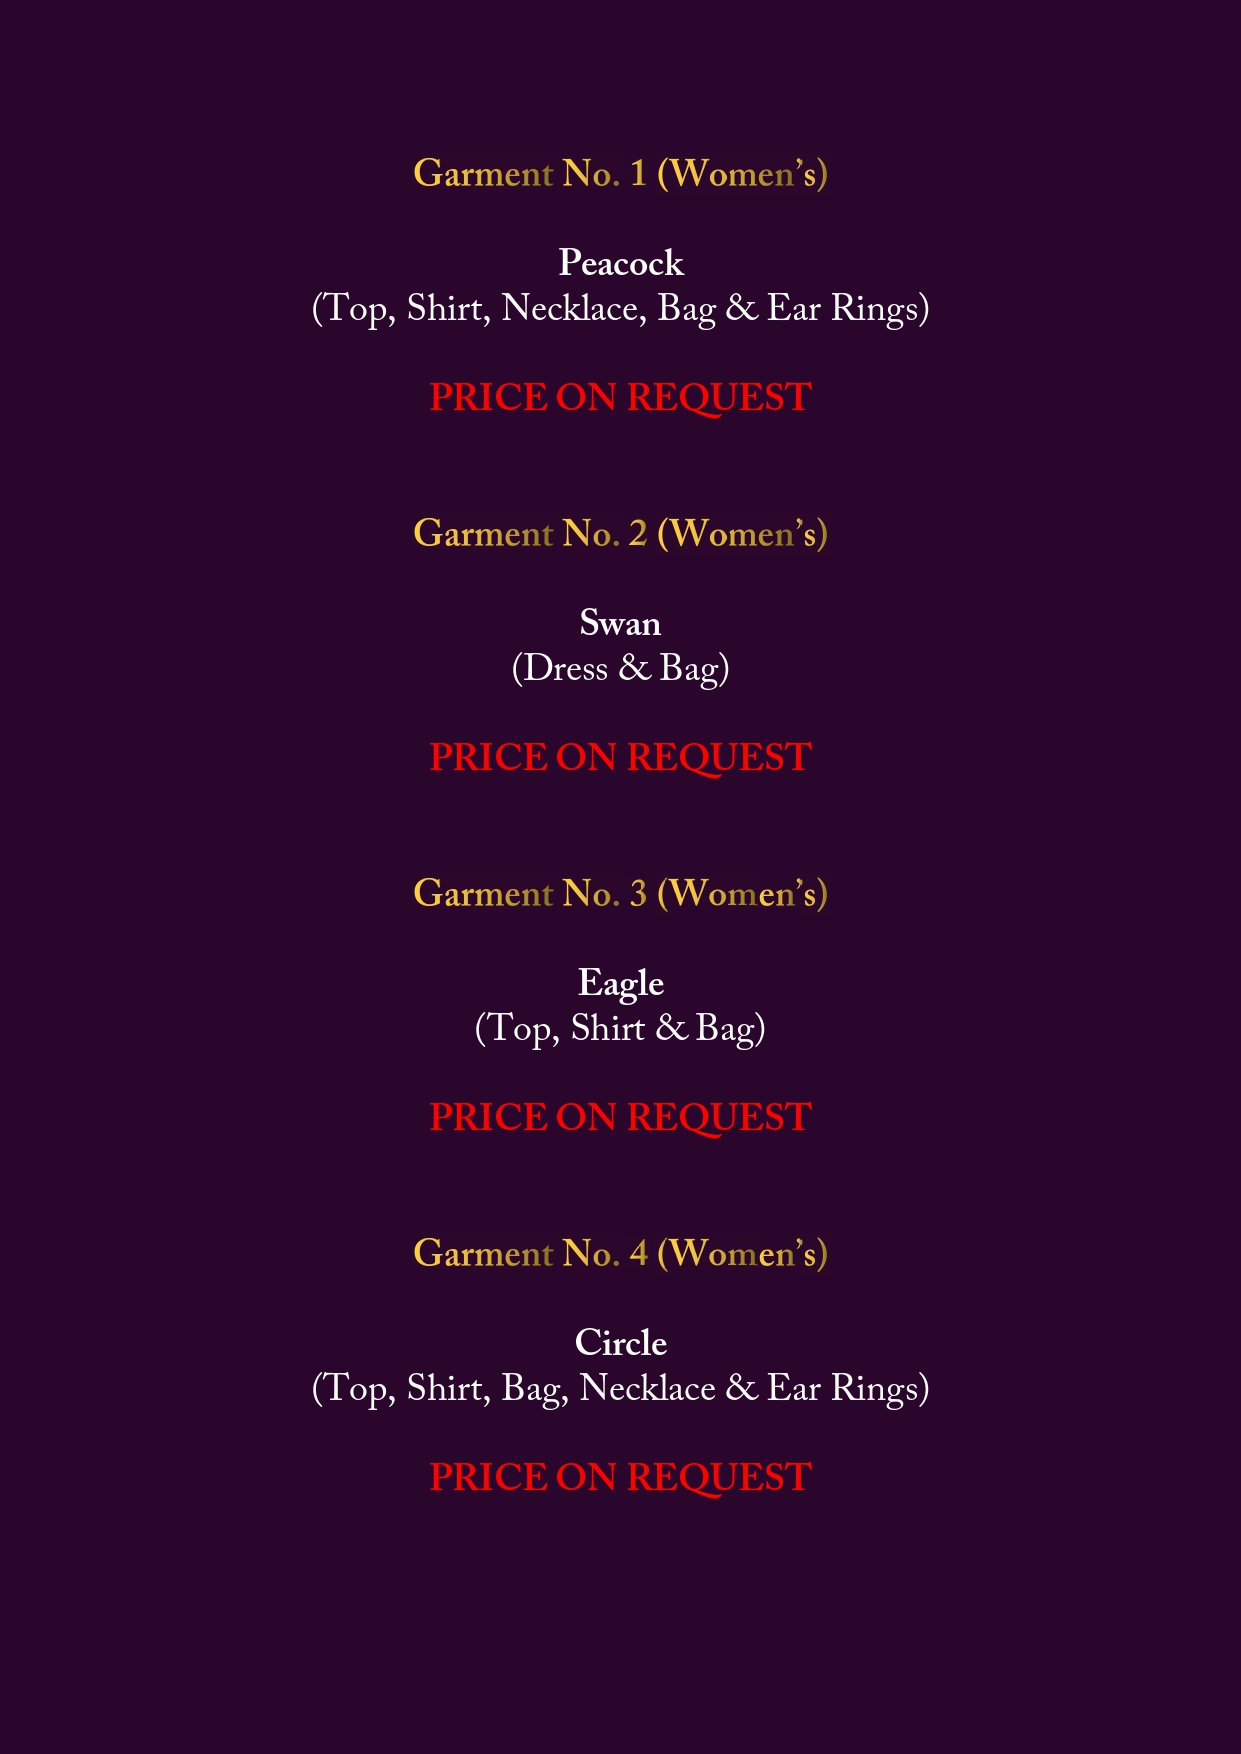 Garment No. 1 (Women’s)
Peacock
(Top, Shirt, Necklace, Bag & Ear Rings)
PRICE ON REQUEST
Garment No. 2 (Women’s)
Swan
(Dress & Bag)
PRICE ON REQUEST
Garment No. 3 (Women’s)
Eagle
(Top, Shirt & Bag)
PRICE ON REQUEST
Garment No. 4 (Women’s)
Circle
(Top, Shirt, Bag, Necklace & Ear Rings)
PRICE ON REQUEST